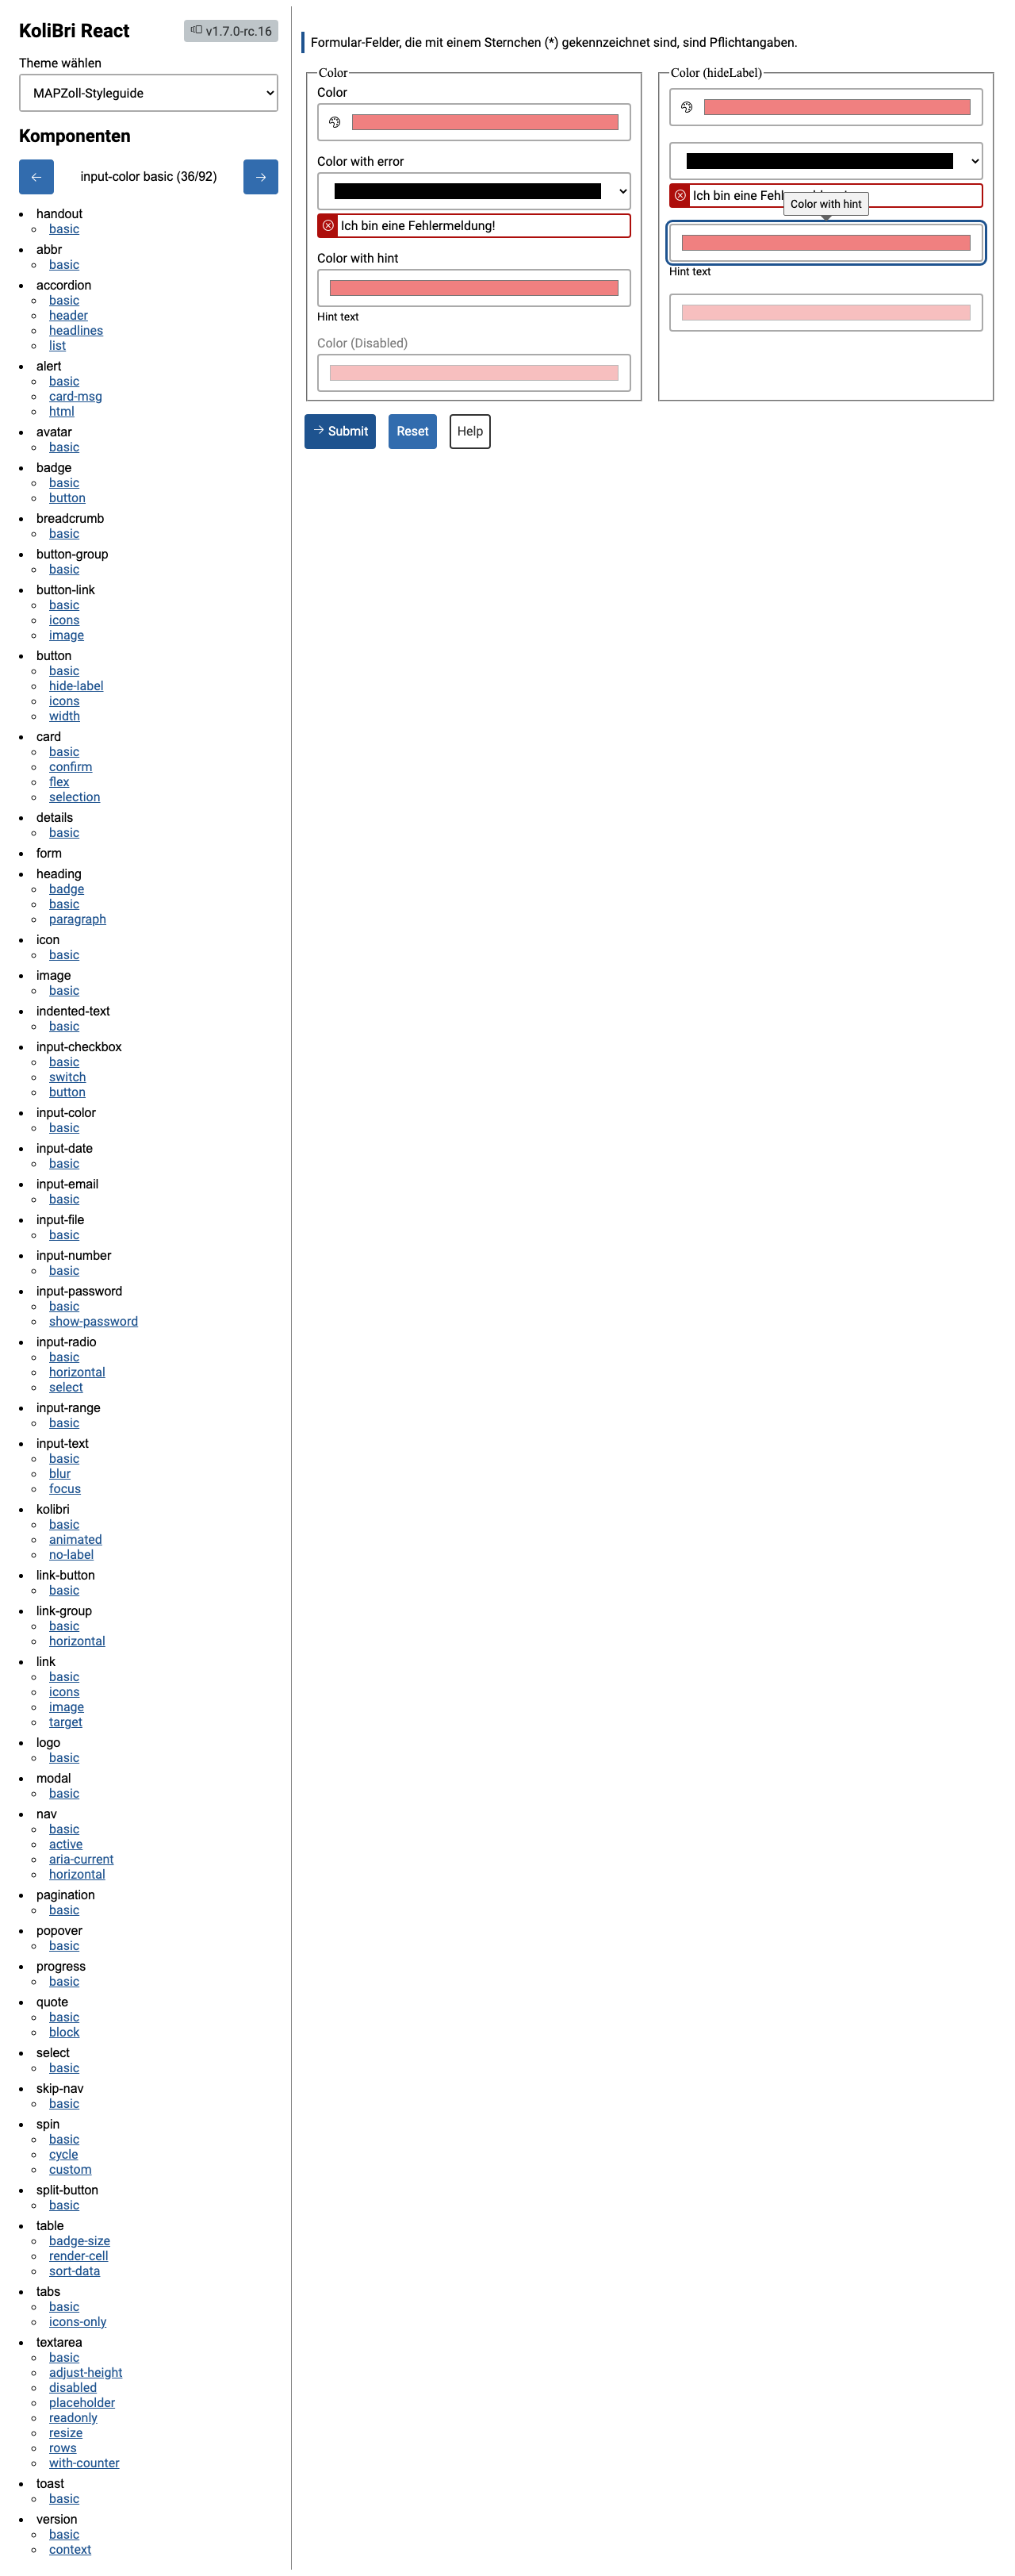 KoliBri React
v1.7.0-rc.16
Theme wählen
MAPZoll-Styleguide
Komponenten
input-color basic (36/92)
handout
basic
abbr
basic
accordion
basic
header
headlines
list
alert
basic
card-msg
html
avatar
basic
badge
basic
button
breadcrumb
basic
button-group
basic
button-link
basic
icons
image
button
basic
hide-label
icons
width
card
basic
confirm
flex
selection
details
basic
form
heading
badge
basic
paragraph
icon
basic
image
basic
indented-text
basic
input-checkbox
basic
switch
button
input-color
basic
input-date
basic
input-email
basic
input-file
basic
input-number
basic
input-password
basic
show-password
input-radio
basic
horizontal
select
input-range
basic
input-text
basic
blur
focus
kolibri
basic
animated
no-label
link-button
basic
link-group
basic
horizontal
link
basic
icons
image
target
logo
basic
modal
basic
nav
basic
active
aria-current
horizontal
pagination
basic
popover
basic
progress
basic
quote
basic
block
select
basic
skip-nav
basic
spin
basic
cycle
custom
split-button
basic
table
badge-size
render-cell
sort-data
tabs
basic
icons-only
textarea
basic
adjust-height
disabled
placeholder
readonly
resize
rows
with-counter
toast
basic
version
basic
context
Formular-Felder, die mit einem Sternchen (*) gekennzeichnet sind, sind Pflichtangaben.
Color
Color
Color with error
Ich bin eine Fehlermeldung!
Color with hint
Hint text
Color (Disabled)
Color (hideLabel)
Ich bin eine
Color with hint
Hint text
Submit
Reset
Help